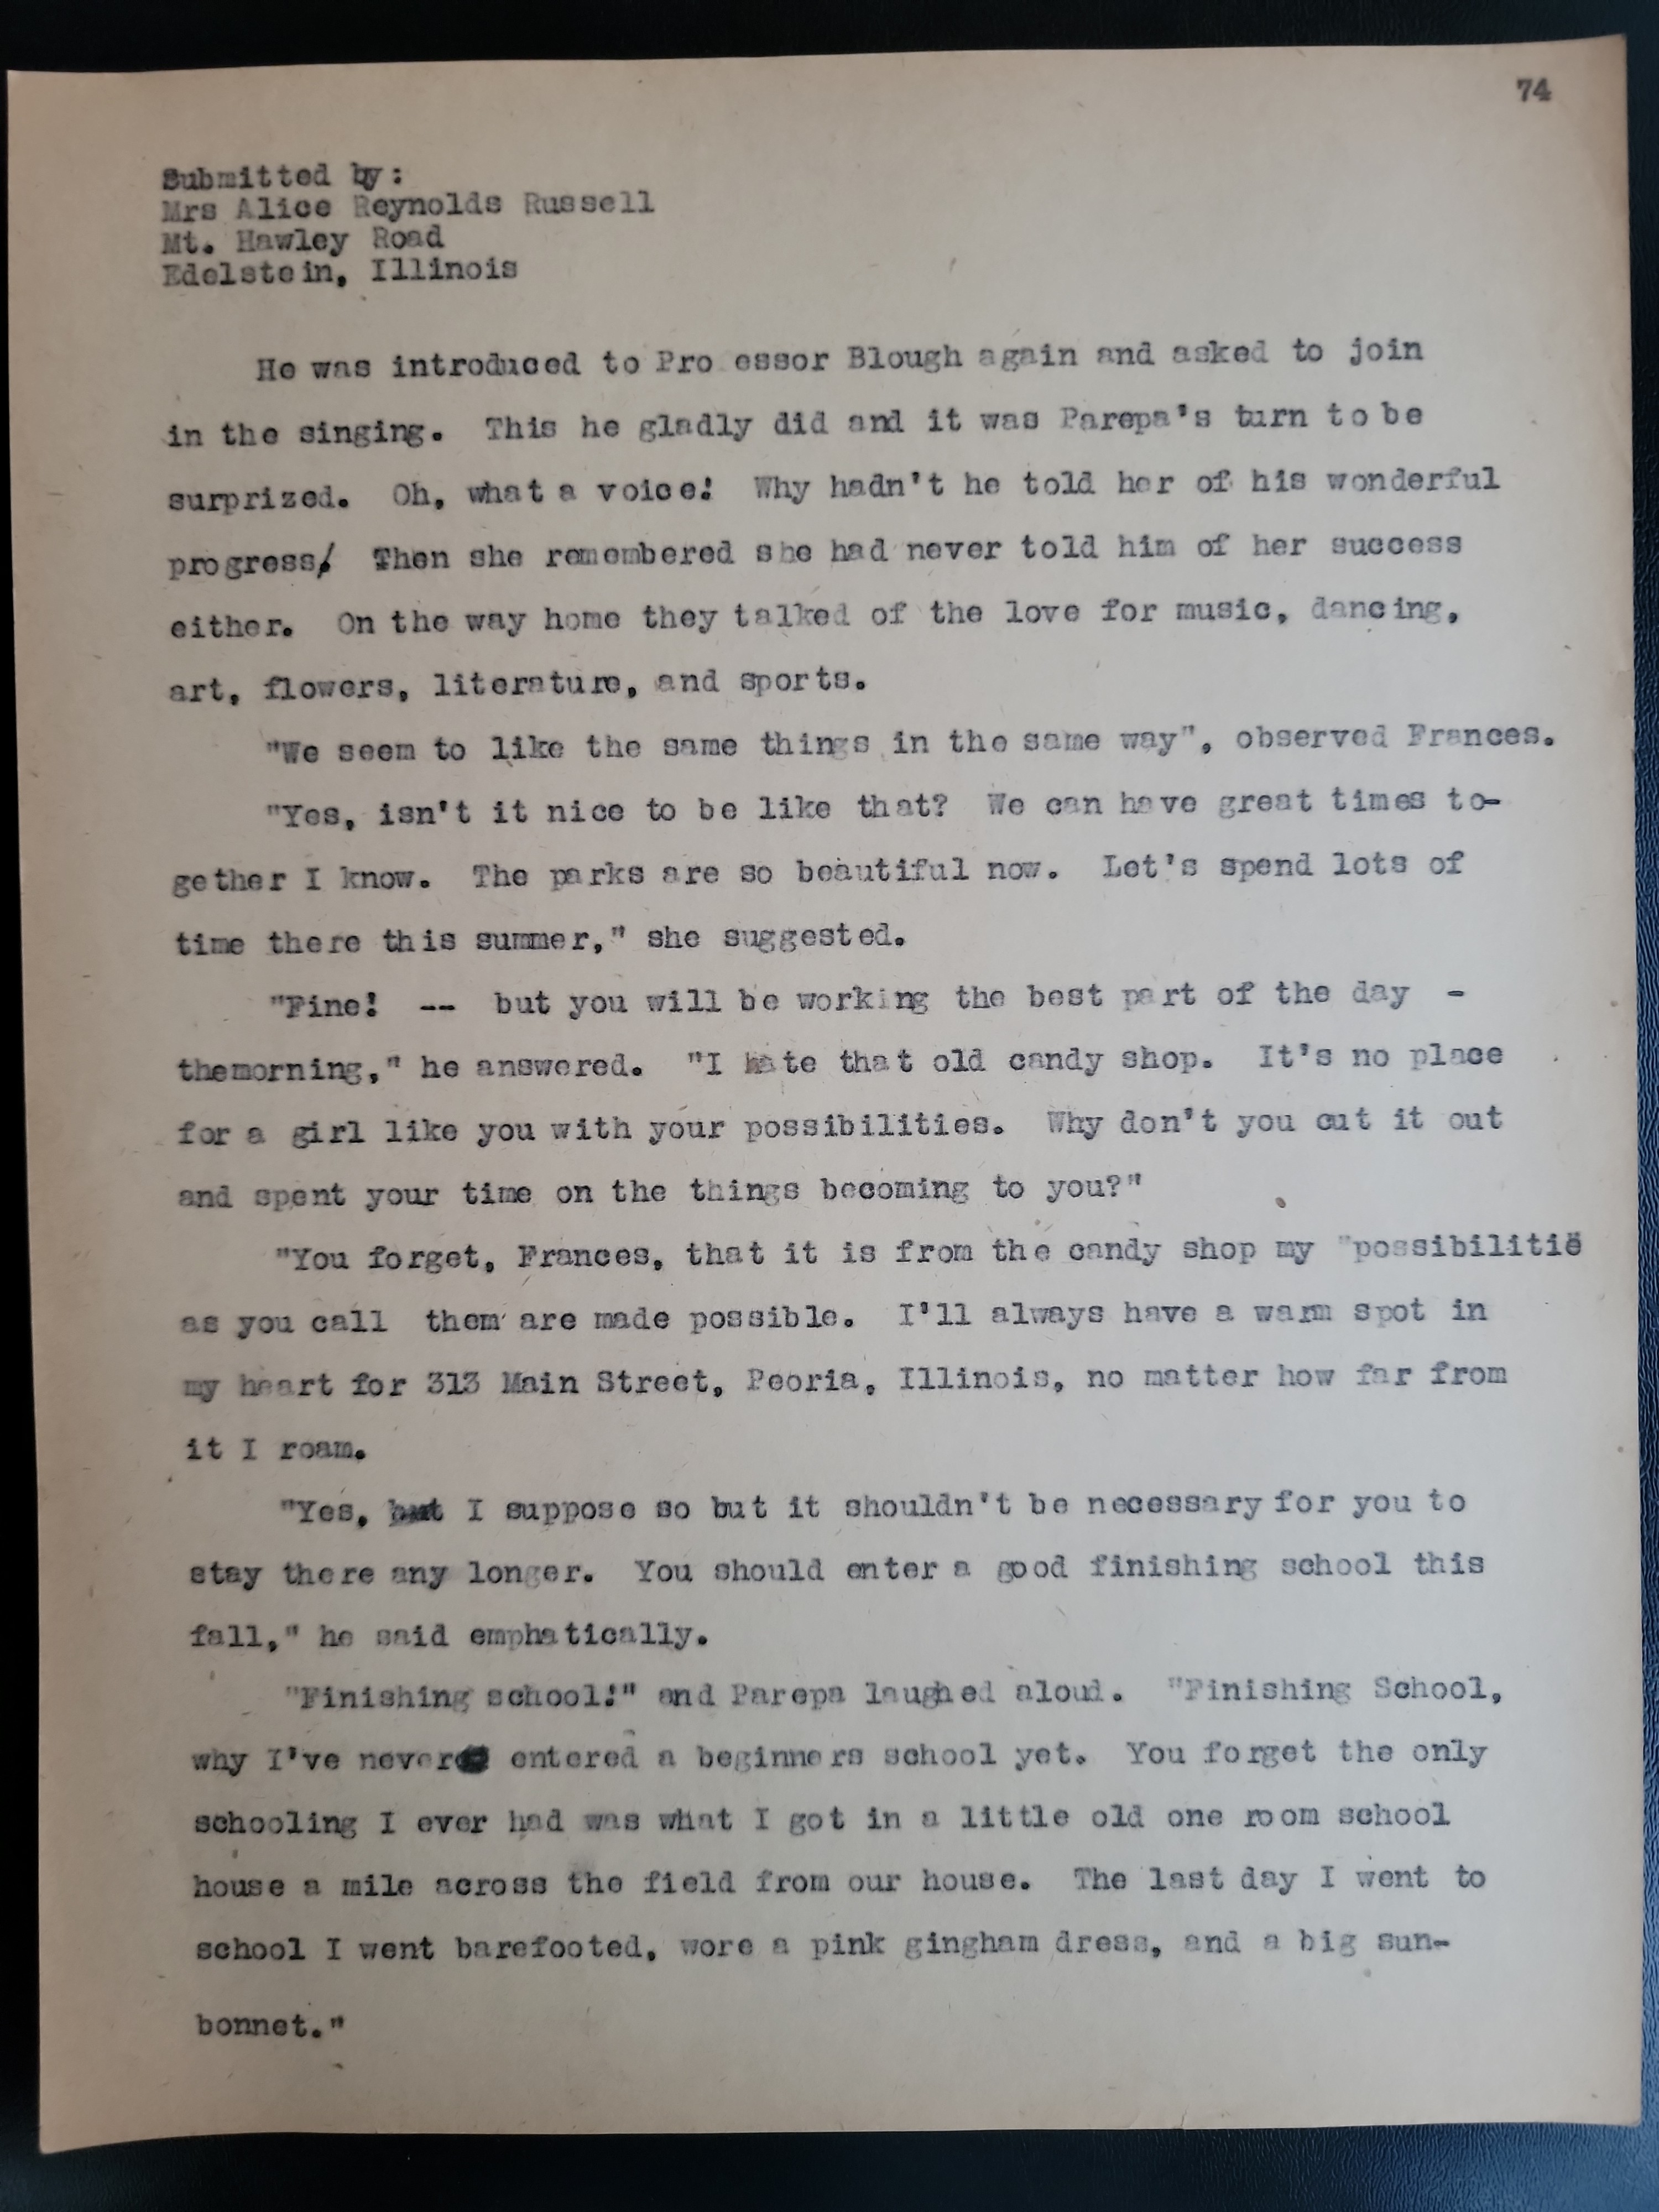 74
Submitted by:
Mrs Alice Reynolds Russell
Mt. Hawley Road
Edelstein, Illinois
He was introduced to Pro essor Blough again and asked to join
in the singing. This he gladly did and it was Parepa's turn to be
surprized. Oh, what a voice! Why hadn't he told her of his wonderful
progress! Then she remembered she had never told him of her success
either. On the way home they talked of the love for music, dancing,
art, flowers, literature, and sports.
"We seem to like the same things in the same way", observed Frances.
"Yes, isn't it nice to be like that? We can have great times to-
gether I know. The parks are so beautiful now. Let's spend lots of
time there this summer," she suggested.
"Fine! -- but you will be working the best part of the day -
themorning," he answered. "I hate that old candy shop. It's no place
for a girl like you with your possibilities. Why don't you cut it out
and spent your time on the things becoming to you?"
"You forget, Frances, that it is from the candy shop my "possibilitië
as you call them are made possible. I'll always have a warm spot in
my heart for 313 Main Street, Peoria, Illinois, no matter how far from
it I roam.
"Yes, but I suppose so but it shouldn't be necessary for you to
stay there any longer. You should enter a good finishing school this
fall," he said emphatically.
"Finishing school!" and Parepa laughed aloud. "Finishing School,
why I've never entered a beginners school yet. You forget the only
schooling I ever had was what I got in a little old one room school
house a mile across the field from our house. The last day I went to
school I went barefooted, wore a pink gingham dress, and a big sun-
bonnet."